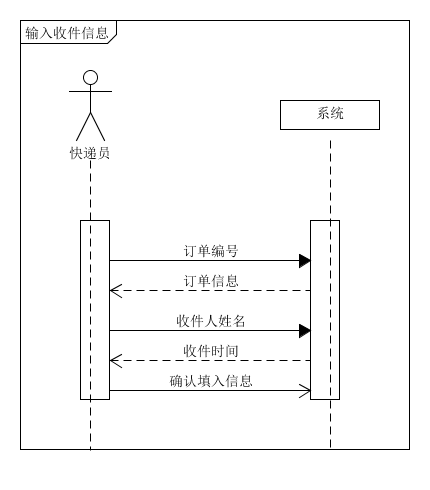 输入收件信息
快递员
系统
订单编号
订单信息
收件人姓名
收件时间
确认填入信息